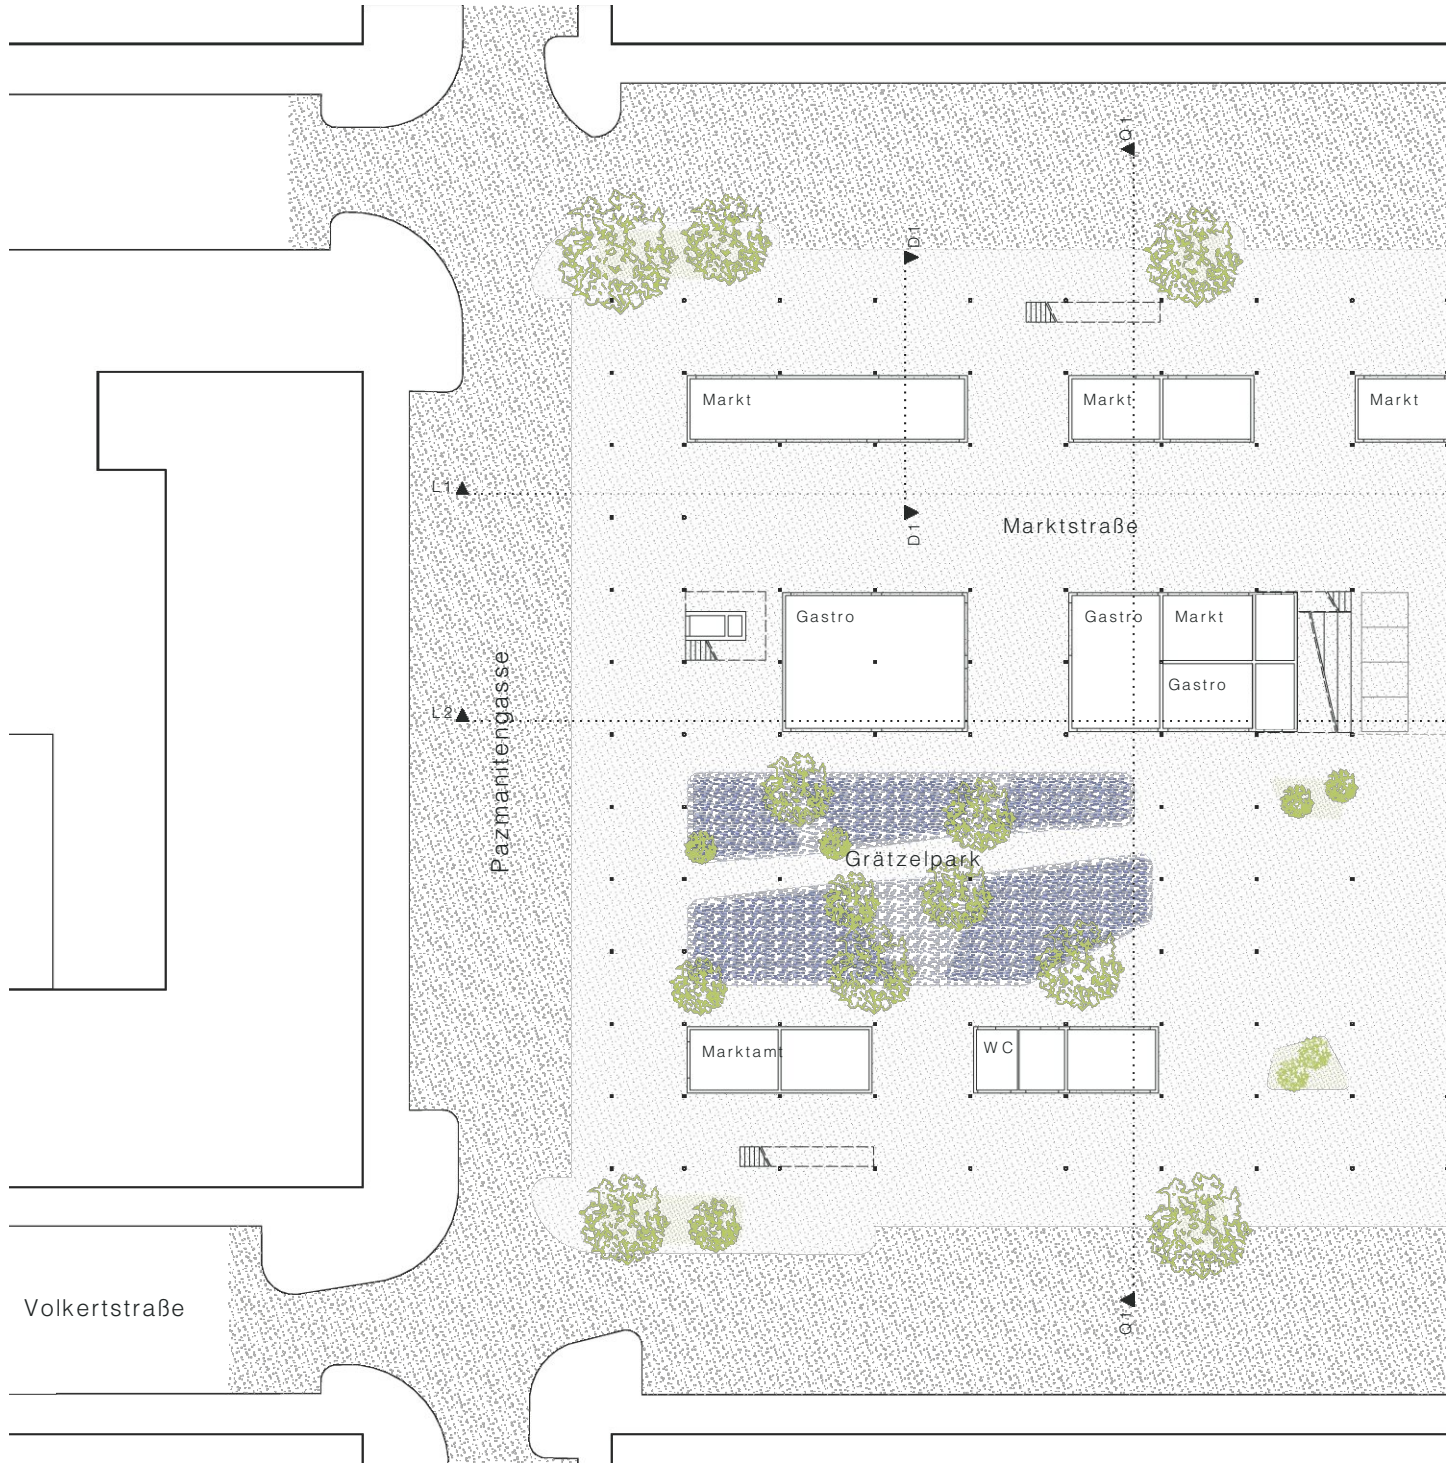 Q1
D1
Markt
Markt
Markt
L1
D1
Marktstraße
Gastro
Gastro
Markt
Gastro
L2
Pazmanitengasse
Grätzelpark
Marktamt
WC
Volkertstraße
Q1